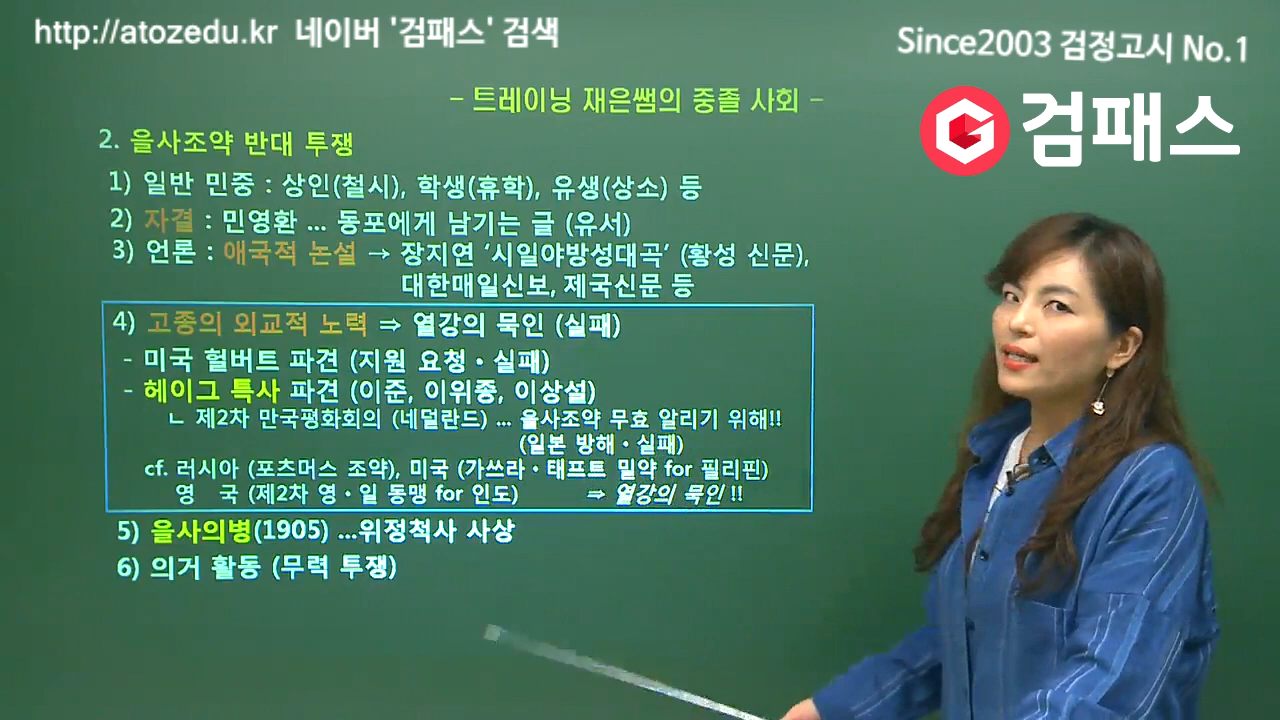 http://atozedu.kr 네이버 '검패스' 검색
Since2003 검정고시 No.1
검패스
- 트레이닝 재은쌤의 중졸 사회 -
2. 을사조약 반대 투쟁
1) 일반 민중 : 상인(철시), 학생(휴학), 유생(상소) 등
2) 자결 : 민영환 ... 동포에게 남기는 글 (유서)
3) 언론 : 애국적 논설 → 장지연 ‘시일야방성대곡’ (황성 신문),
대한매일신보, 제국신문 등
4) 고종의 외교적 노력 ⇒ 열강의 묵인 (실패)
- 미국 헐버트 파견 (지원 요청 · 실패)
- 헤이그 특사 파견 (이준, 이위종, 이상설)
ㄴ 제2차 만국평화회의 (네덜란드) ... 을사조약 무효 알리기 위해!!
(일본 방해 · 실패)
cf. 러시아 (포츠머스 조약), 미국 (가쓰라 · 태프트 밀약 for 필리핀)
영 국 (제2차 영 · 일 동맹 for 인도) ⇒ 열강의 묵인 !!
5) 을사의병(1905) ...위정척사 사상
6) 의거 활동 (무력 투쟁)